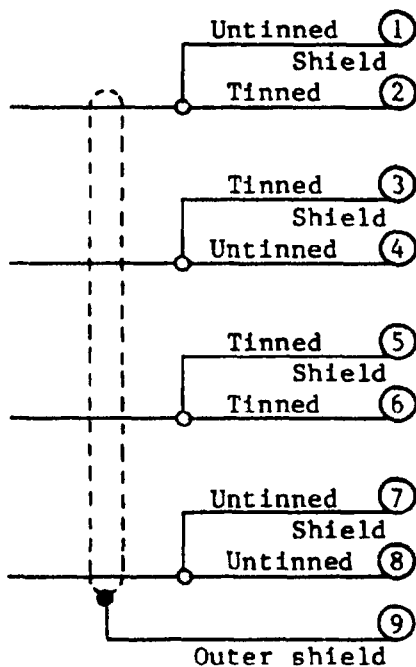 Untinned 1
Shield
Tinned 2
Tinned 3
Shield
Untinned 4
Tinned 5
Shield
Tinned 6
Untinned 7
Shield
Untinned 8
9
Outer shield